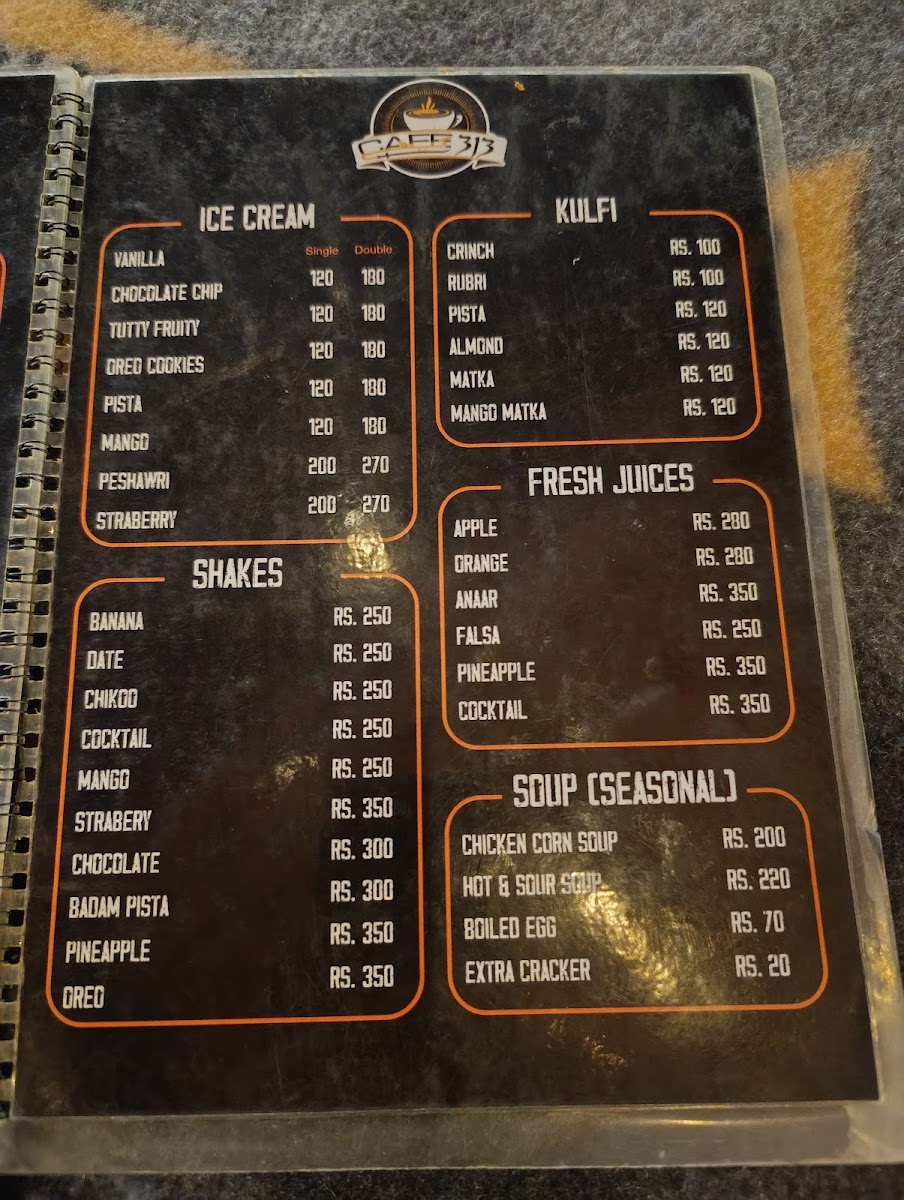 CAFE 313
ICE CREAM
VANILLA Single Double
CHOCOLATE CHIP 120 180
TUTTY FRUITY 120 180
OREO COOKIES 120 180
PISTA 120 180
MANGO 120 180
PESHAWRI 200 270
STRABERRY 200 270
SHAKES
BANANA RS. 250
DATE RS. 250
CHIKOO RS. 250
COCKTAIL RS. 250
MANGO RS. 250
STRABERY RS. 350
CHOCOLATE RS. 300
BADAM PISTA RS. 300
PINEAPPLE RS. 350
OREO RS. 350
KULFI
CRINCH RS. 100
RUBRI RS. 100
PISTA RS. 120
ALMOND RS. 120
MATKA RS. 120
MANGO MATKA RS. 120
FRESH JUICES
APPLE RS. 280
ORANGE RS. 280
ANAAR RS. 350
FALSA RS. 250
PINEAPPLE RS. 350
COCKTAIL RS. 350
SOUP (SEASONAL)
CHICKEN CORN SOUP RS. 200
HOT & SOUR SOUP RS. 220
BOILED EGG RS. 70
EXTRA CRACKER RS. 20